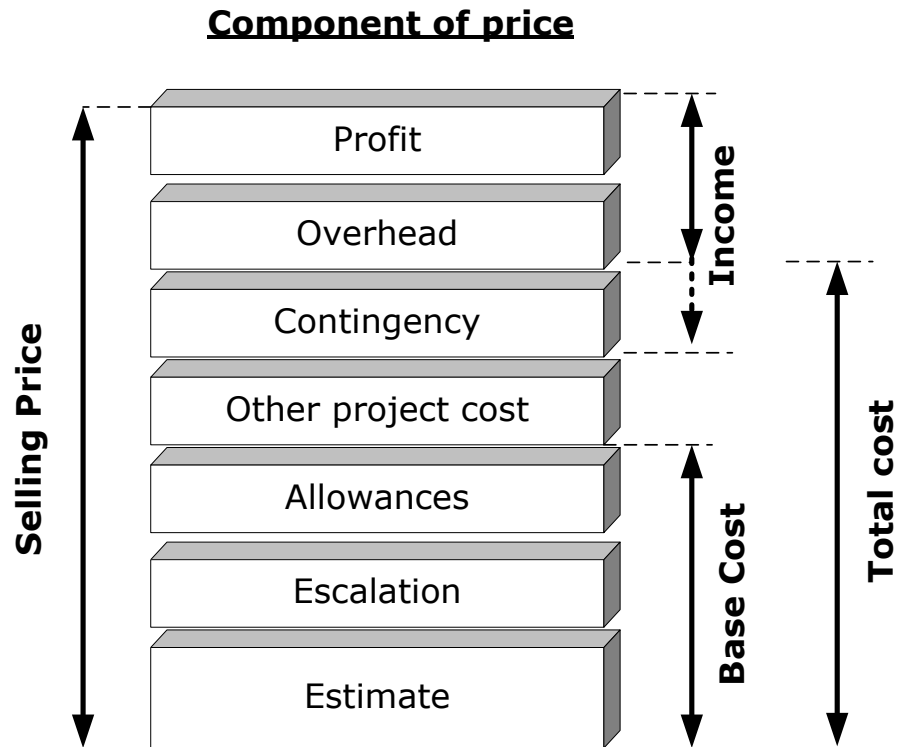 Component of price
Profit
Overhead
Contingency
Other project cost
Allowances
Escalation
Estimate
Selling Price
Income
Base Cost
Total cost